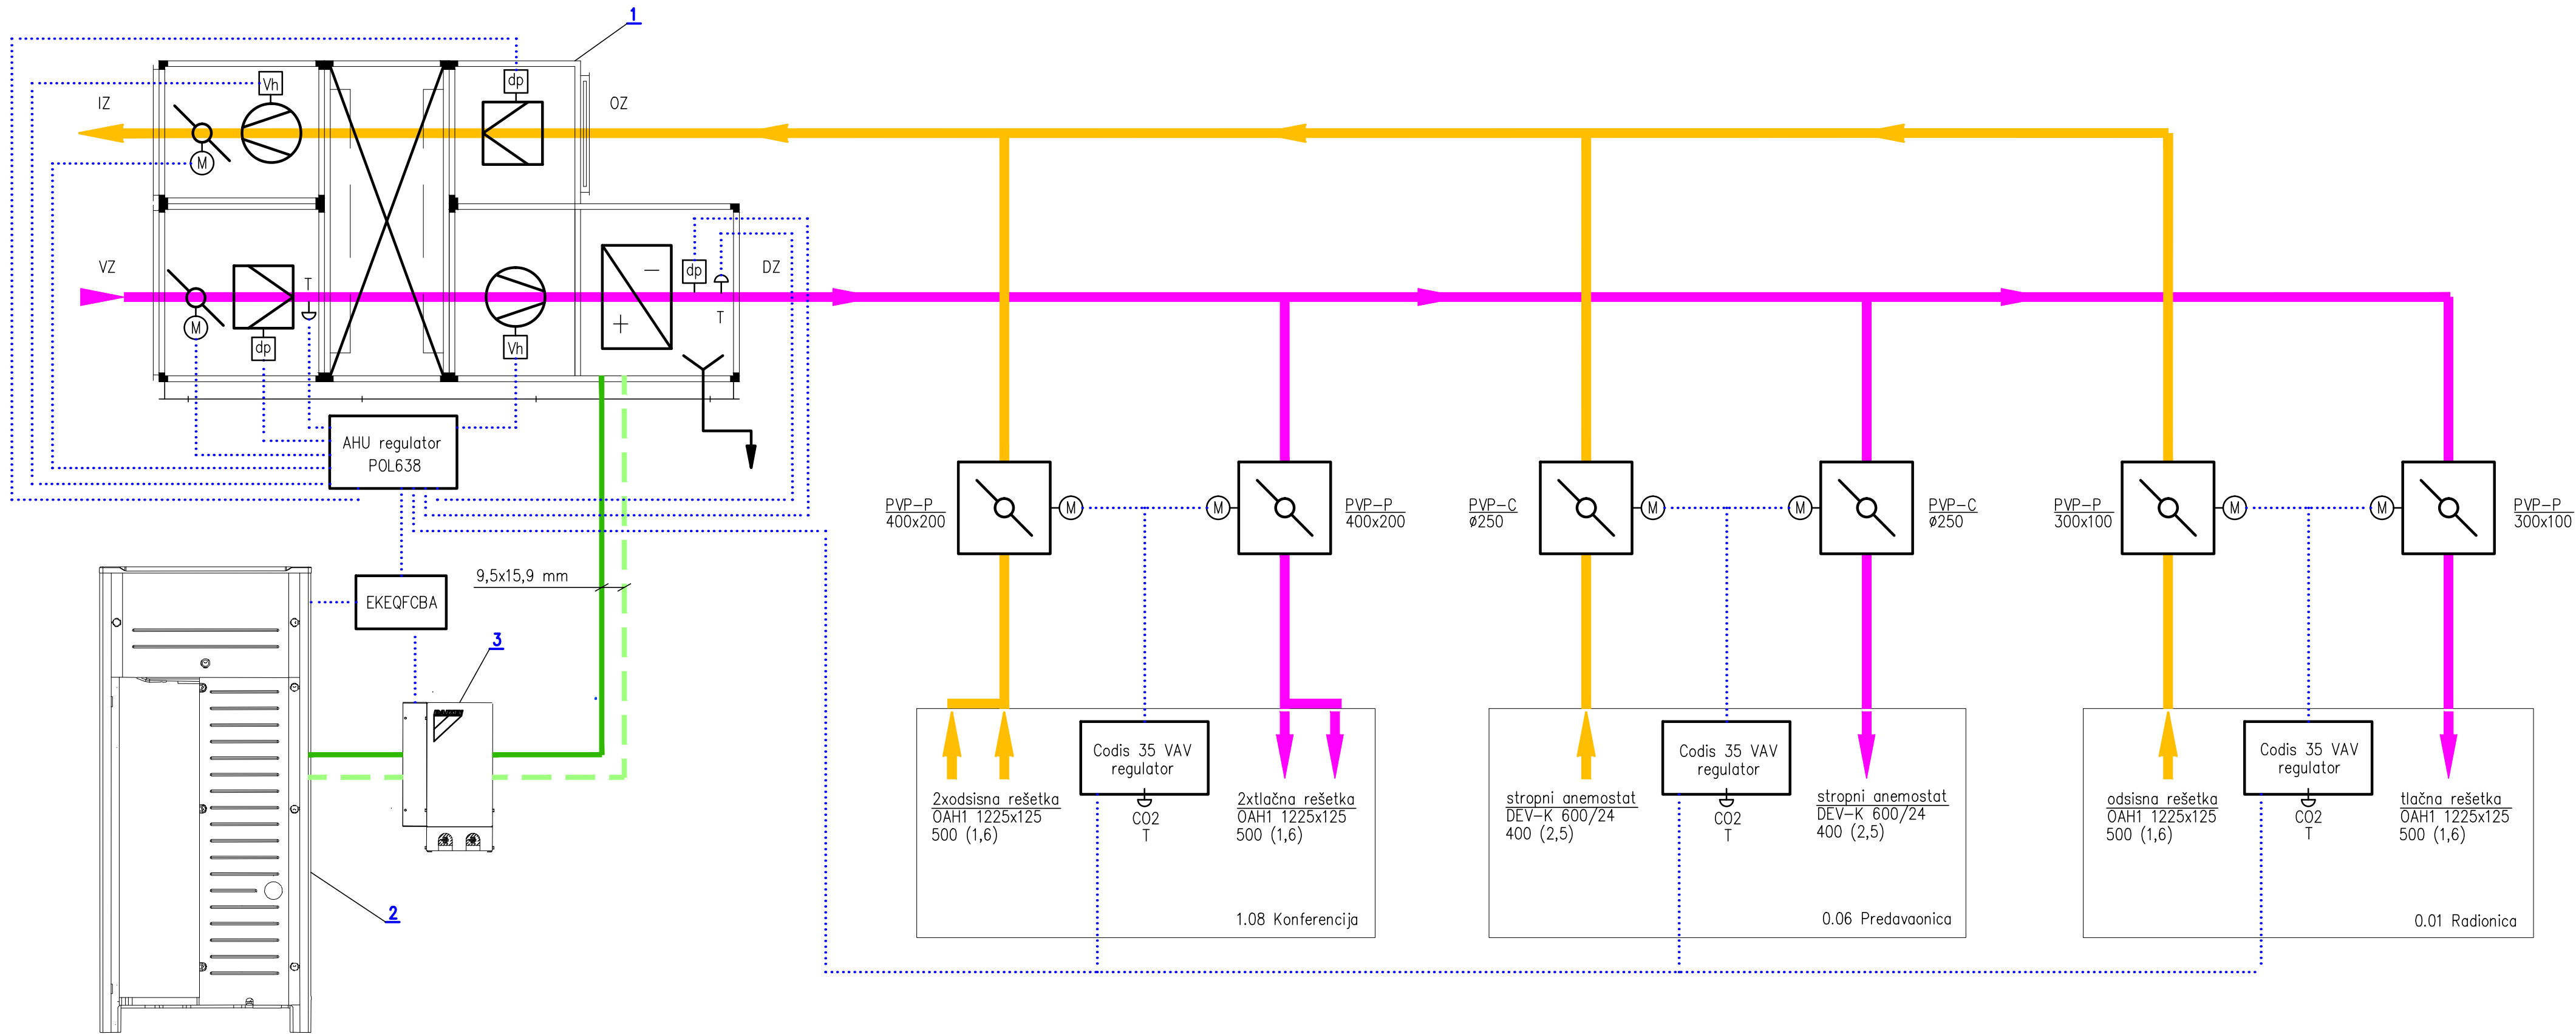 1
IZ
Vh
dp
OZ
M
VZ
T
M
dp
Vh
dp
DZ
T
AHU regulator
POL638
9,5x15,9 mm
EKEQFCBA
3
2
PVP-P
400x200
M
M
PVP-P
400x200
PVP-C
ø250
M
M
PVP-C
ø250
PVP-P
300x100
M
M
PVP-P
300x100
2xodsisna rešetka
OAH1 1225x125
500 (1,6)
Codis 35 VAV
regulator
CO2
T
2xtlačna rešetka
OAH1 1225x125
500 (1,6)
1.08 Konferencija
stropni anemostat
DEV-K 600/24
400 (2,5)
Codis 35 VAV
regulator
CO2
T
stropni anemostat
DEV-K 600/24
400 (2,5)
0.06 Predavaonica
odsisna rešetka
OAH1 1225x125
500 (1,6)
Codis 35 VAV
regulator
CO2
T
tlačna rešetka
OAH1 1225x125
500 (1,6)
0.01 Radionica